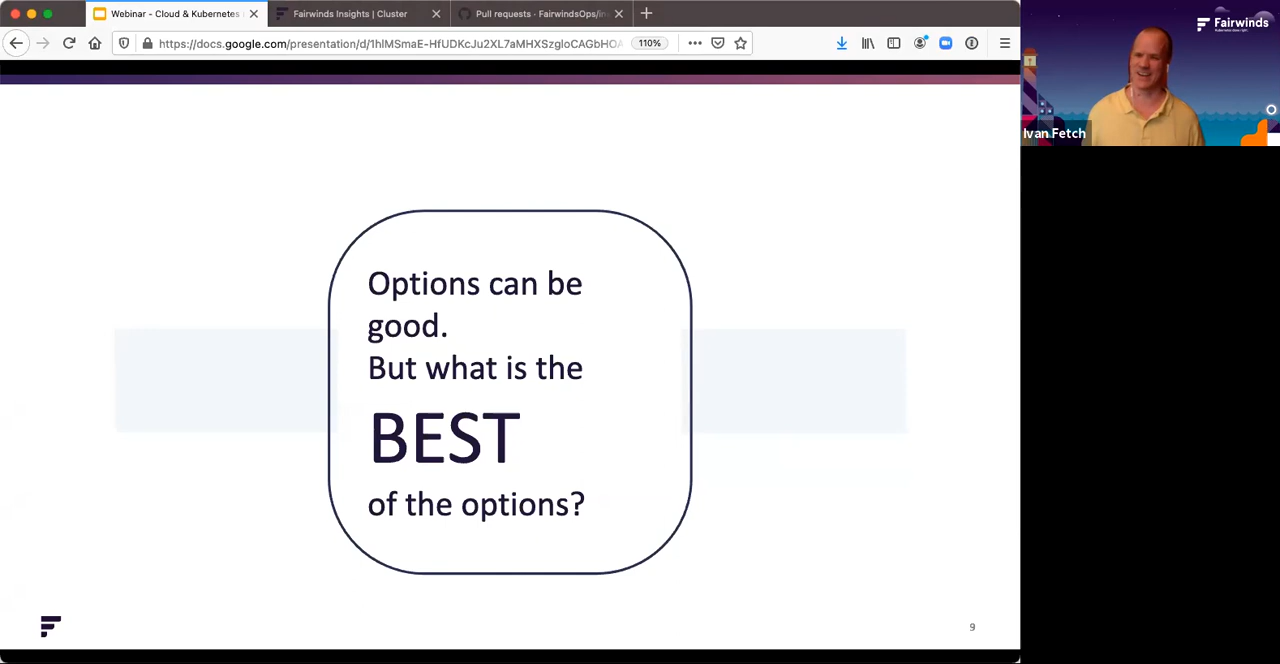 Webinar - Cloud & Kubernetes
Fairwinds Insights | Cluster
Pull requests · FairwindsOps/in
https://docs.google.com/presentation/d/1hlMSmaE-HfUDKcJu2XL7aMHXSzgloCAGbHOA
110%
Fairwinds
Ivan Fetch
Options can be
good.
But what is the
BEST
of the options?
9